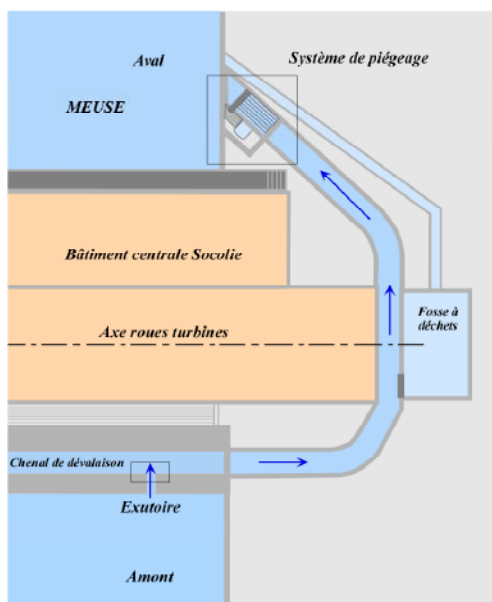 Aval
Système de piégeage
MEUSE
Bâtiment centrale Socolie
Axe roues turbines
Fosse à
déchets
Chenal de dévalaison
Exutoire
Amont